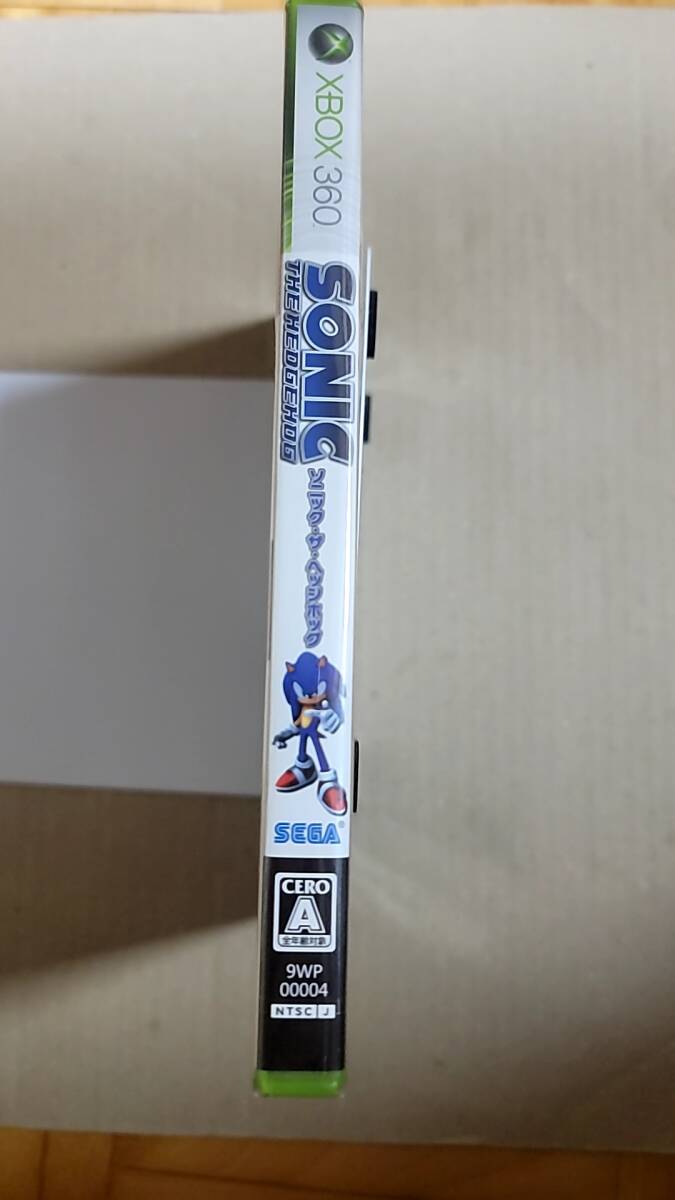 XBOX 360
SONIC
THE HEDGEHOG
ソニック・ザ・ヘッジホッグ
SEGA®
CERO
A
全年齢対象
9WP
00004
NTSC J